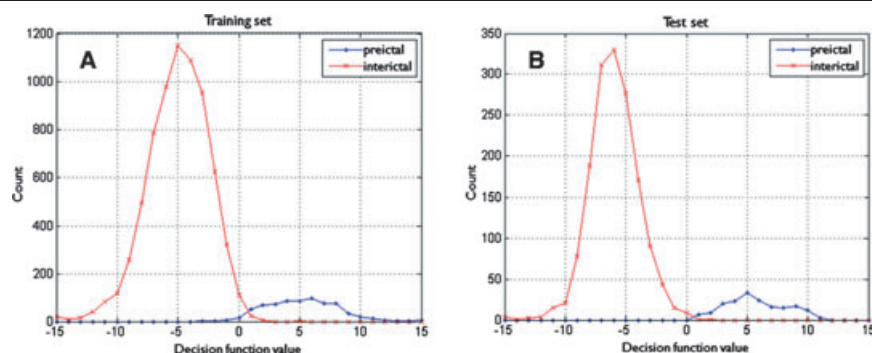 Training set
A
preictal
interictal
Count
1200
1000
800
600
400
200
0
-15
-10
-5
0
5
10
15
Decision function value
Test set
B
preictal
interictal
Count
350
300
250
200
150
100
50
0
-15
-10
-5
0
5
10
15
Decision function value